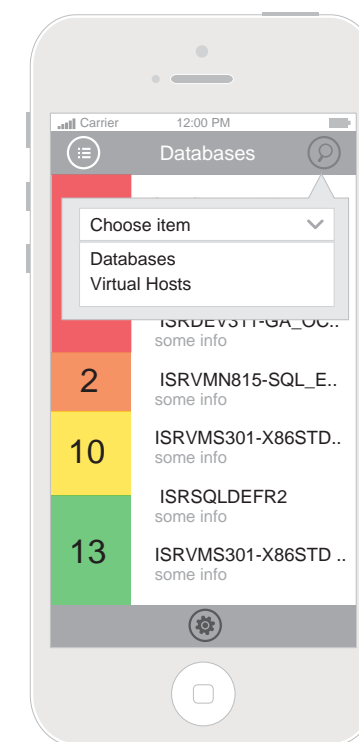 Carrier 12:00 PM
Databases
Choose item
Databases
Virtual Hosts
ISRDEV311-GA_OC..
some info
2
ISRVMN815-SQL_E..
some info
10
ISRVMS301-X86STD..
some info
ISRSQLDEFR2
some info
13
ISRVMS301-X86STD ..
some info